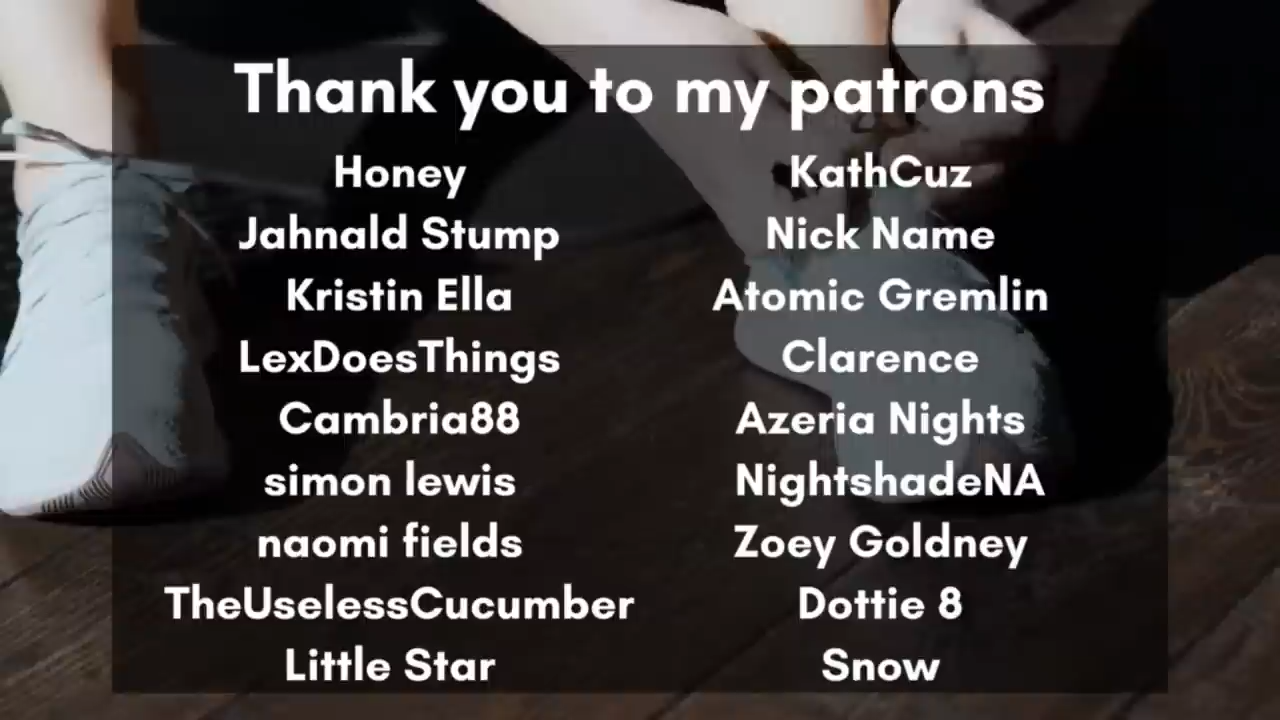 Thank you to my patrons
Honey
Jahnald Stump
Kristin Ella
LexDoesThings
Cambria88
simon lewis
naomi fields
TheUselessCucumber
Little Star
KathCuz
Nick Name
Atomic Gremlin
Clarence
Azeria Nights
NightshadeNA
Zoey Goldney
Dottie 8
Snow